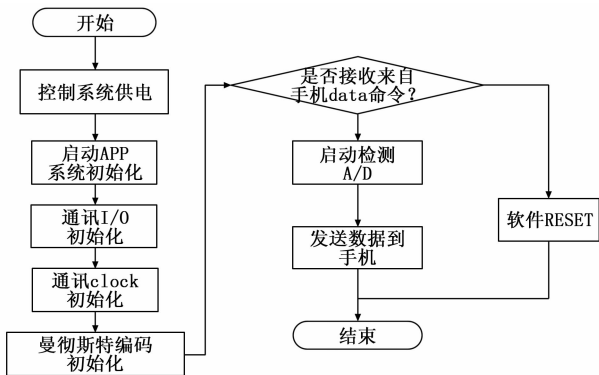 开始
控制系统供电
启动APP
系统初始化
通讯I/O
初始化
通讯clock
初始化
曼彻斯特编码
初始化
是否接收来自
手机data命令?
启动检测
A/D
发送数据到
手机
软件RESET
结束